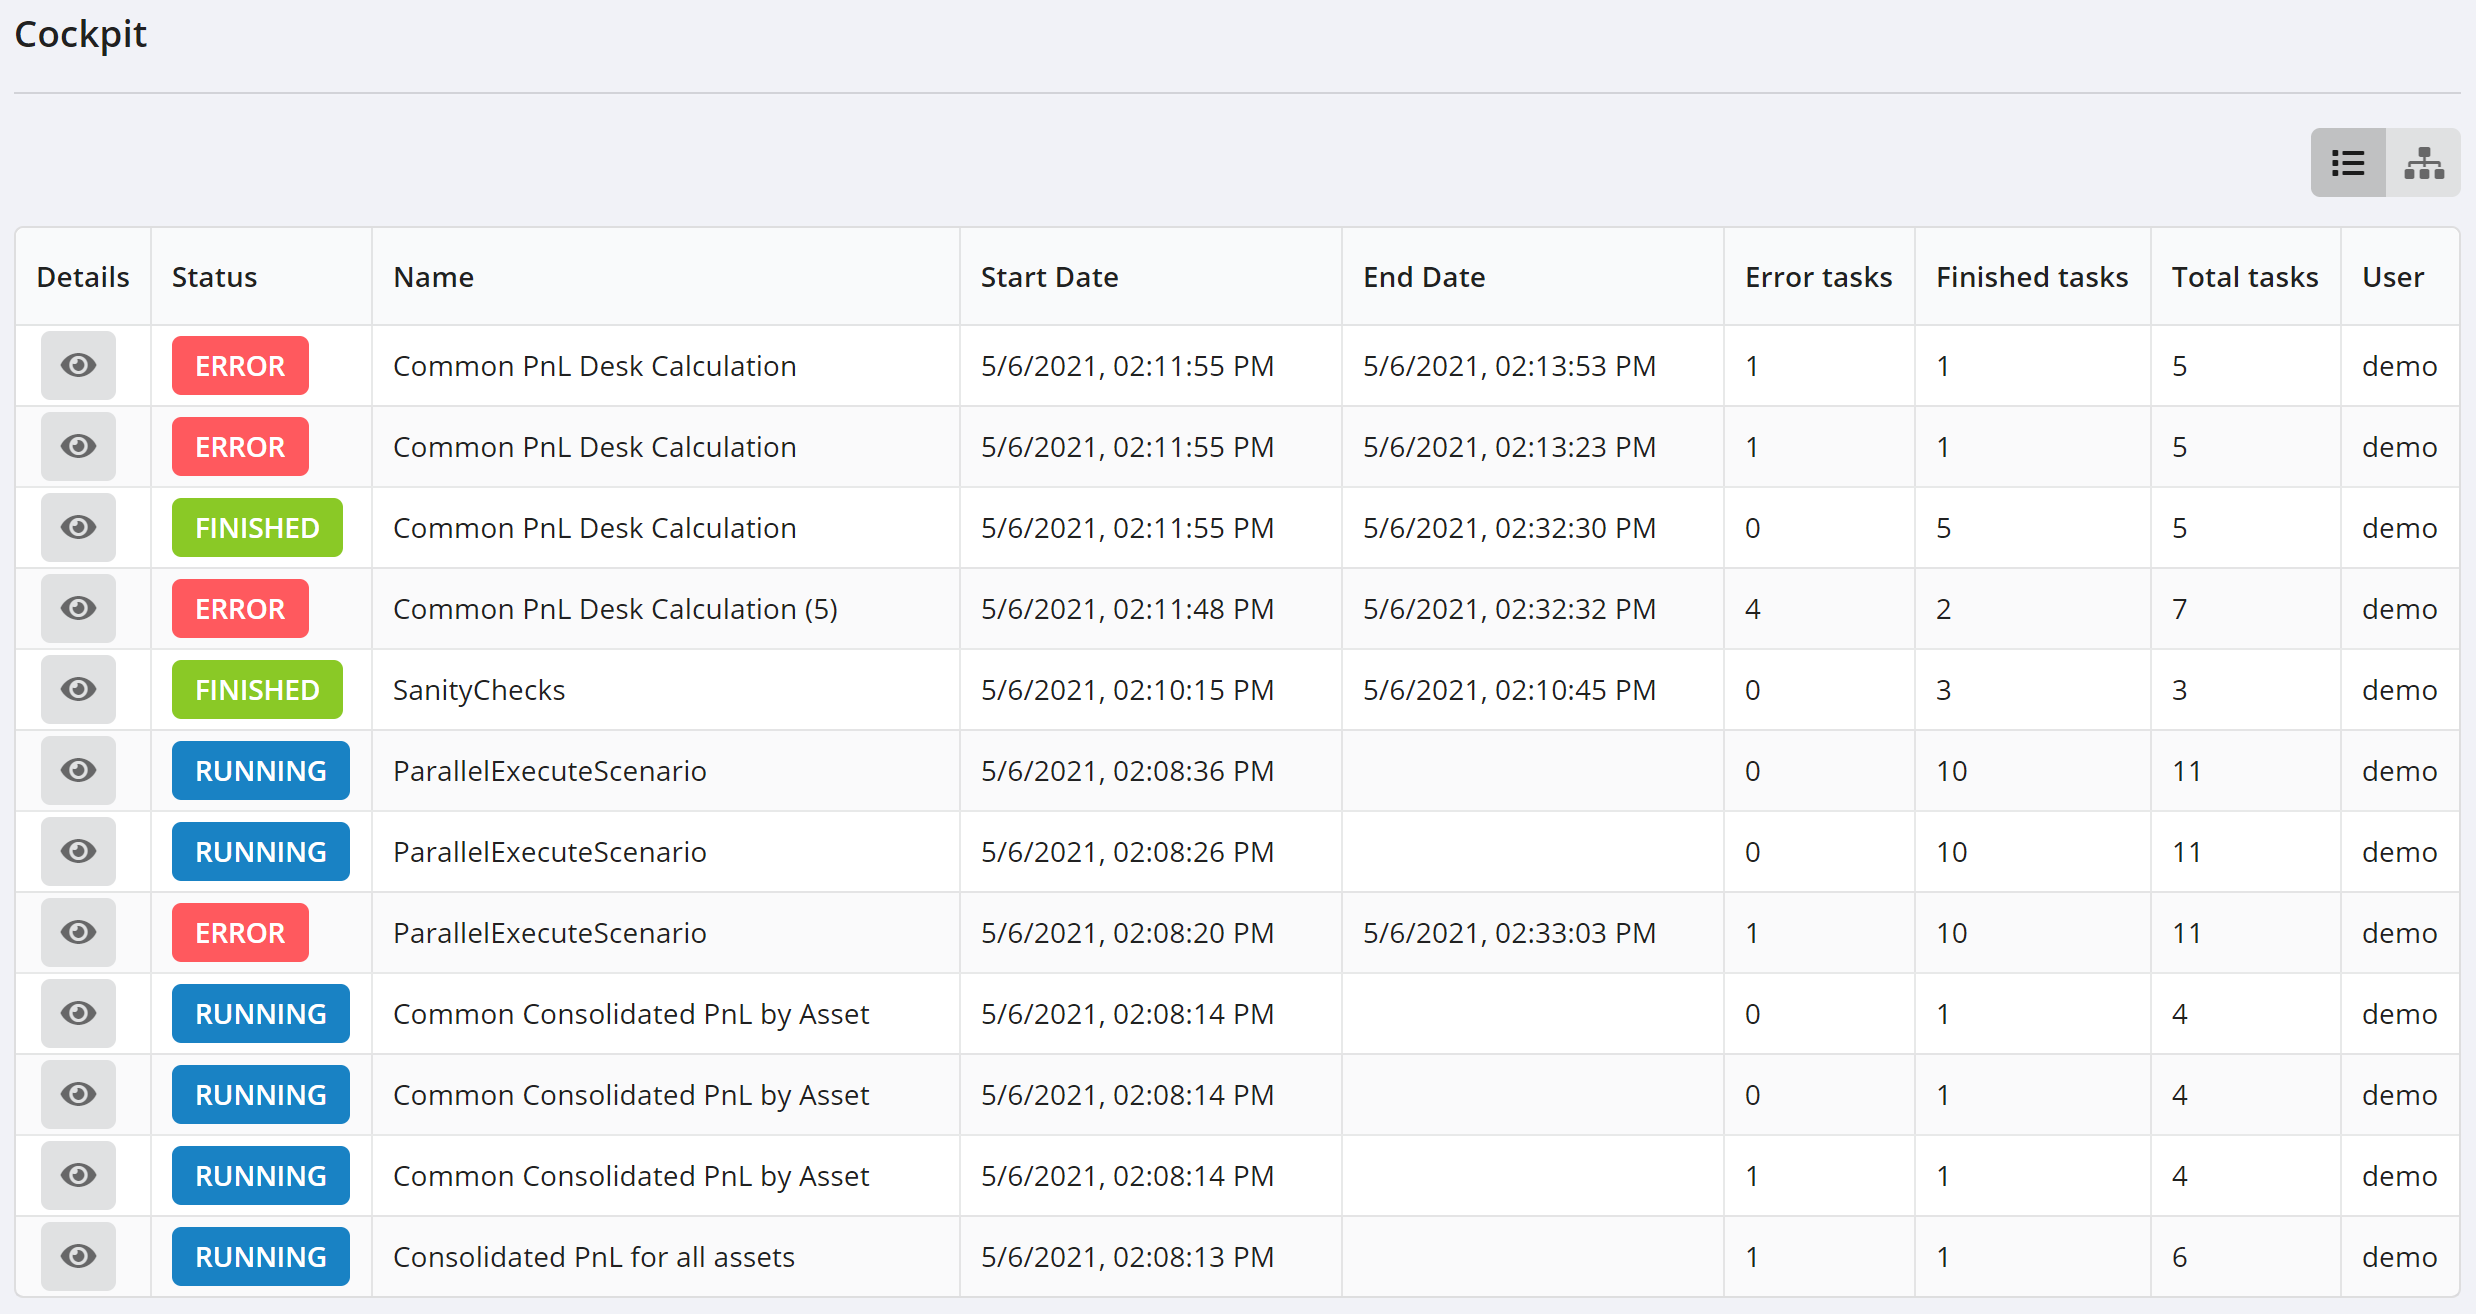 Cockpit
Details Status Name Start Date End Date Error tasks Finished tasks Total tasks User
ERROR Common PnL Desk Calculation 5/6/2021, 02:11:55 PM 5/6/2021, 02:13:53 PM 1 1 5 demo
ERROR Common PnL Desk Calculation 5/6/2021, 02:11:55 PM 5/6/2021, 02:13:23 PM 1 1 5 demo
FINISHED Common PnL Desk Calculation 5/6/2021, 02:11:55 PM 5/6/2021, 02:32:30 PM 0 5 5 demo
ERROR Common PnL Desk Calculation (5) 5/6/2021, 02:11:48 PM 5/6/2021, 02:32:32 PM 4 2 7 demo
FINISHED SanityChecks 5/6/2021, 02:10:15 PM 5/6/2021, 02:10:45 PM 0 3 3 demo
RUNNING ParallelExecuteScenario 5/6/2021, 02:08:36 PM 0 10 11 demo
RUNNING ParallelExecuteScenario 5/6/2021, 02:08:26 PM 0 10 11 demo
ERROR ParallelExecuteScenario 5/6/2021, 02:08:20 PM 5/6/2021, 02:33:03 PM 1 10 11 demo
RUNNING Common Consolidated PnL by Asset 5/6/2021, 02:08:14 PM 0 1 4 demo
RUNNING Common Consolidated PnL by Asset 5/6/2021, 02:08:14 PM 0 1 4 demo
RUNNING Common Consolidated PnL by Asset 5/6/2021, 02:08:14 PM 1 1 4 demo
RUNNING Consolidated PnL for all assets 5/6/2021, 02:08:13 PM 1 1 6 demo